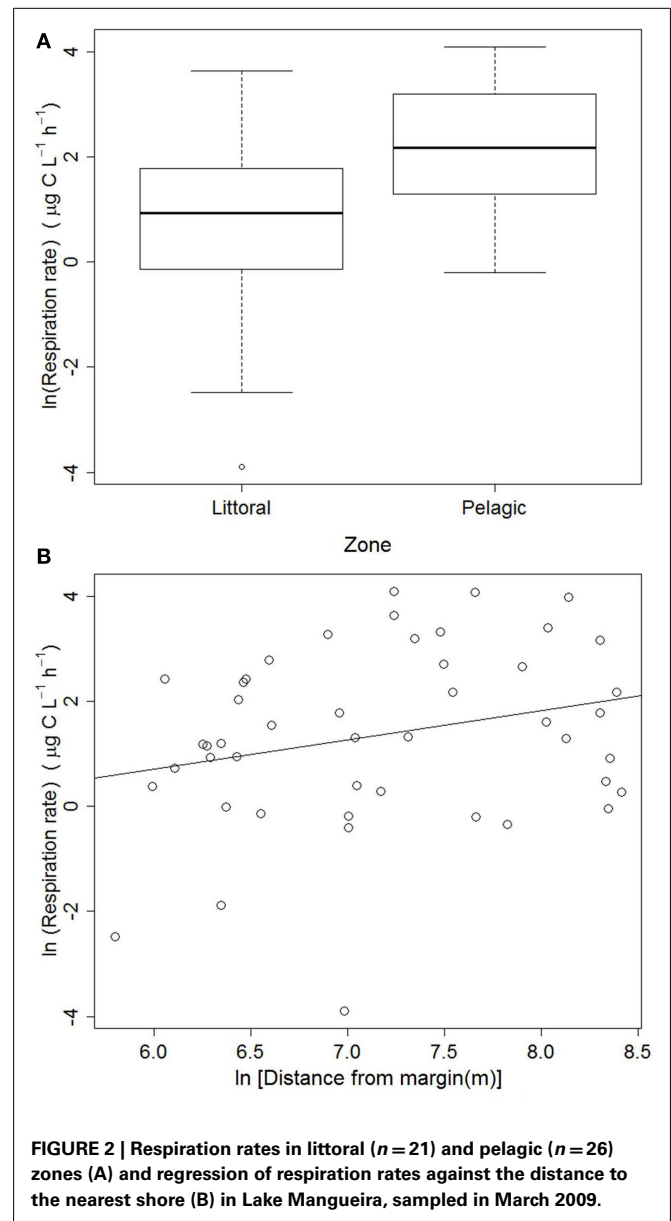 A
ln(Respiration rate) ( µg C L⁻¹ h⁻¹)
4
2
0
-2
-4
Littoral Pelagic
Zone
B
ln (Respiration rate) ( µg C L⁻¹ h⁻¹)
4
2
0
-2
-4
6.0 6.5 7.0 7.5 8.0 8.5
ln [Distance from margin(m)]
FIGURE 2 | Respiration rates in littoral (n = 21) and pelagic (n = 26)
zones (A) and regression of respiration rates against the distance to
the nearest shore (B) in Lake Mangueira, sampled in March 2009.